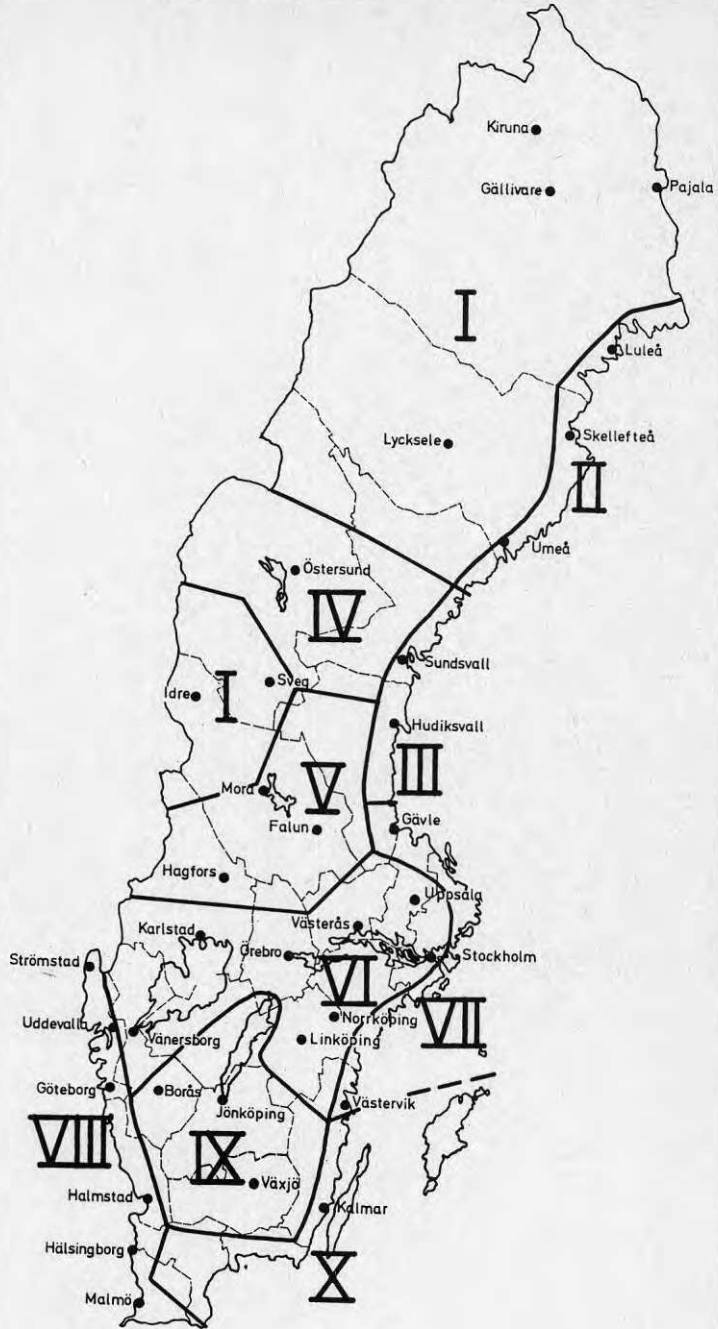 Kiruna
Gällivare
Pajala
I
Luleå
Lycksele
Skellefteå
II
Umeå
Östersund
IV
Sundsvall
Sveg
Idre
I
Hudiksvall
III
Mora
V
Falun
Gävle
Hagfors
Uppsala
Västerås
Karlstad
Örebro
Stockholm
Strömstad
VI
VII
Norrköping
Uddevall
Vänersborg
Linköping
Göteborg
Borås
Jönköping
Västervik
VIII
IX
Växjö
Halmstad
Kalmar
Hälsingborg
X
Malmö